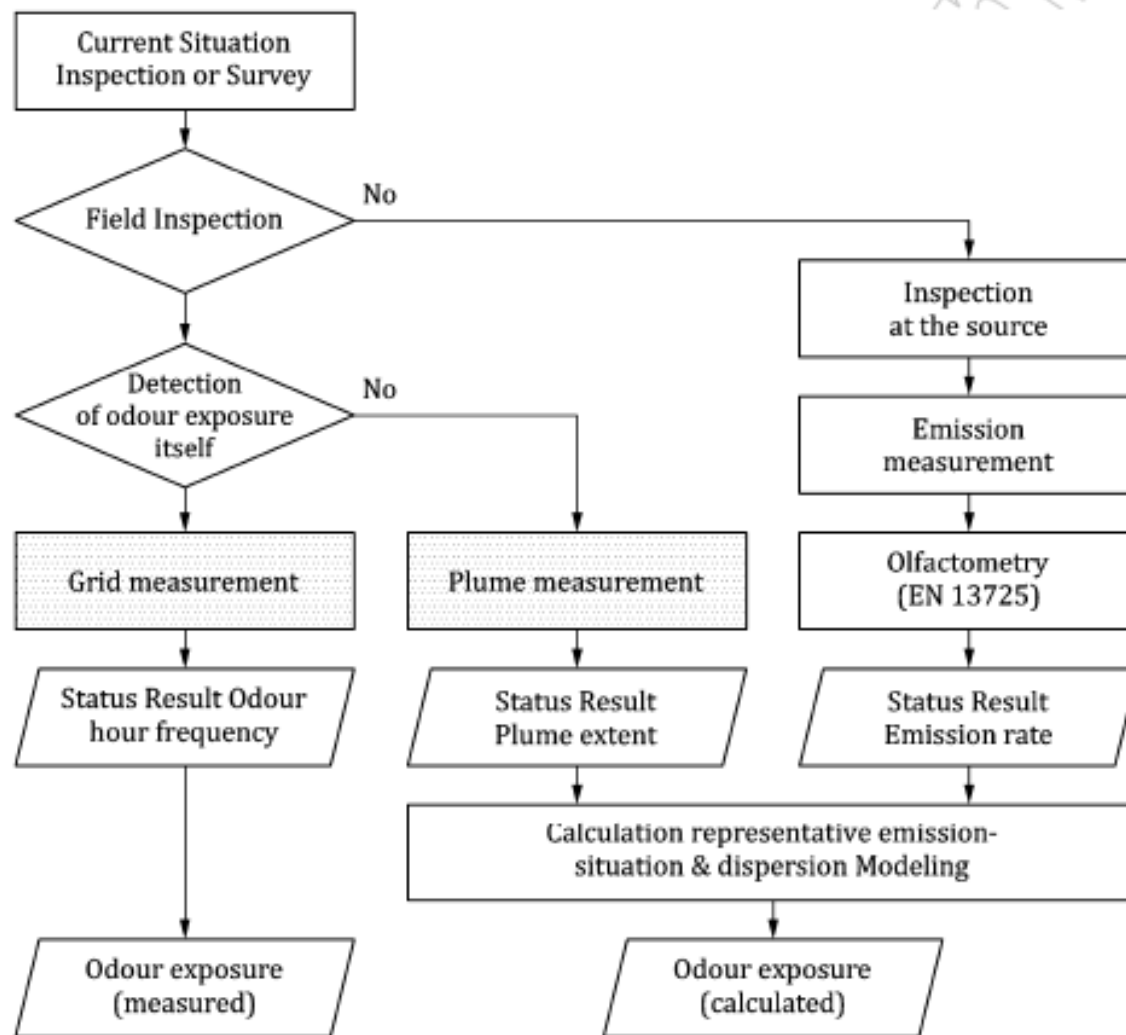 Current Situation
Inspection or Survey
No
Field Inspection
Inspection
at the source
Detection
of odour exposure
itself
No
Emission
measurement
Grid measurement
Plume measurement
Olfactometry
(EN 13725)
Status Result Odour
hour frequency
Status Result
Plume extent
Status Result
Emission rate
Calculation representative emission-
situation & dispersion Modeling
Odour exposure
(measured)
Odour exposure
(calculated)